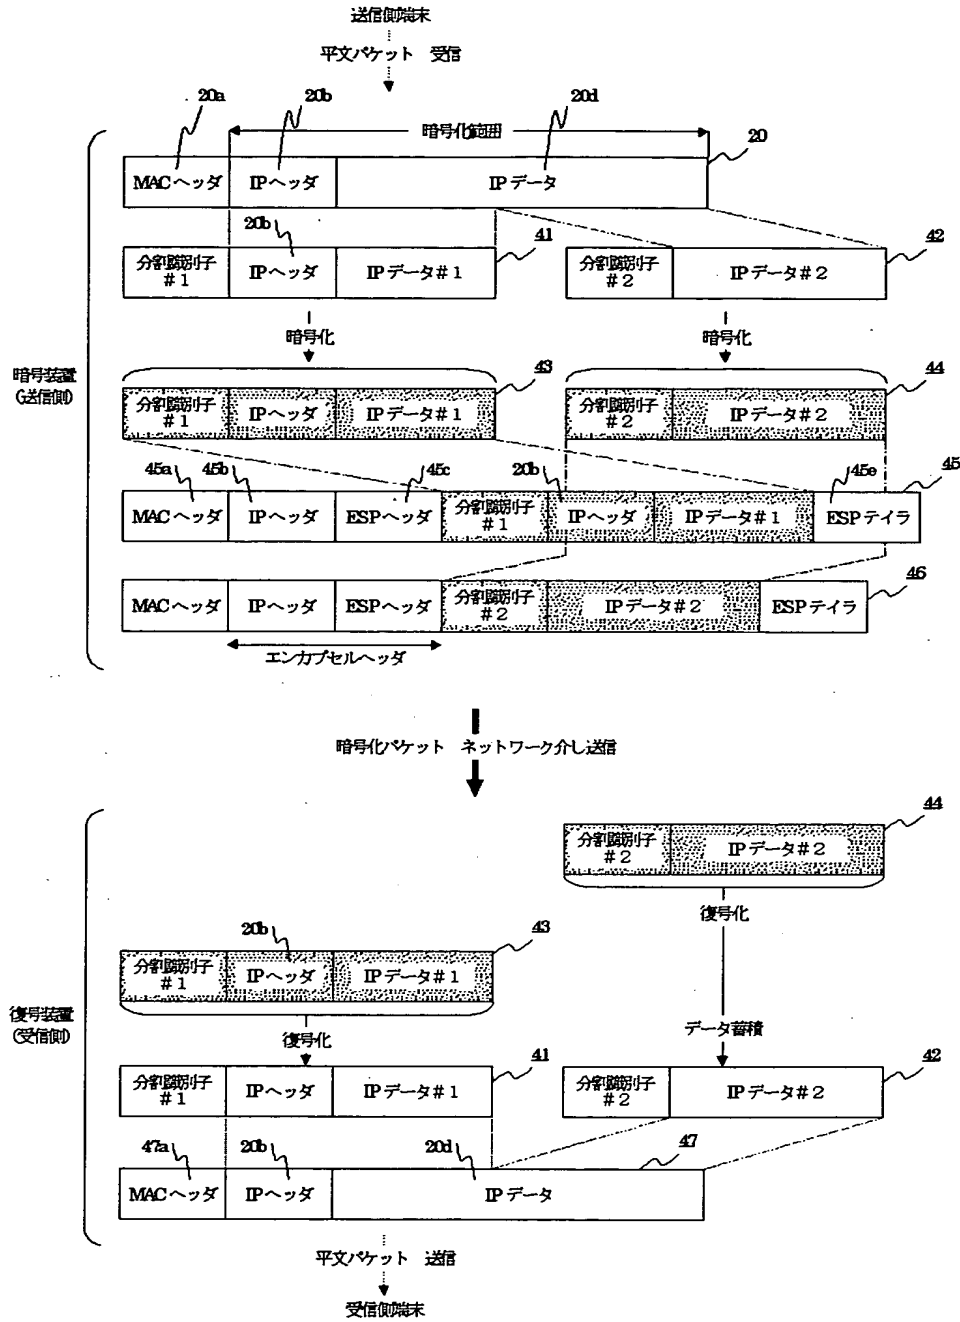 送信側端末
平文パケット 受信
20a
20b
20d
暗号化範囲
20
MACヘッダ
IPヘッダ
IPデータ
20b
41
42
分割識別子
#1
IPヘッダ
IPデータ#1
分割識別子
#2
IPデータ#2
暗号化
暗号化
暗号装置
(送信側)
43
44
分割識別子
#1
IPヘッダ
IPデータ#1
分割識別子
#2
IPデータ#2
45a
45b
45c
20b
45e
45
MACヘッダ
IPヘッダ
ESPヘッダ
分割識別子
#1
IPヘッダ
IPデータ#1
ESPテイラ
46
MACヘッダ
IPヘッダ
ESPヘッダ
分割識別子
#2
IPデータ#2
ESPテイラ
エンカプセルヘッダ
暗号化パケット ネットワーク介し送信
44
分割識別子
#2
IPデータ#2
復号化
20b
43
分割識別子
#1
IPヘッダ
IPデータ#1
復号装置
(受信側)
復号化
データ蓄積
41
42
分割識別子
#1
IPヘッダ
IPデータ#1
分割識別子
#2
IPデータ#2
47a
20b
20d
47
MACヘッダ
IPヘッダ
IPデータ
平文パケット 送信
受信側端末